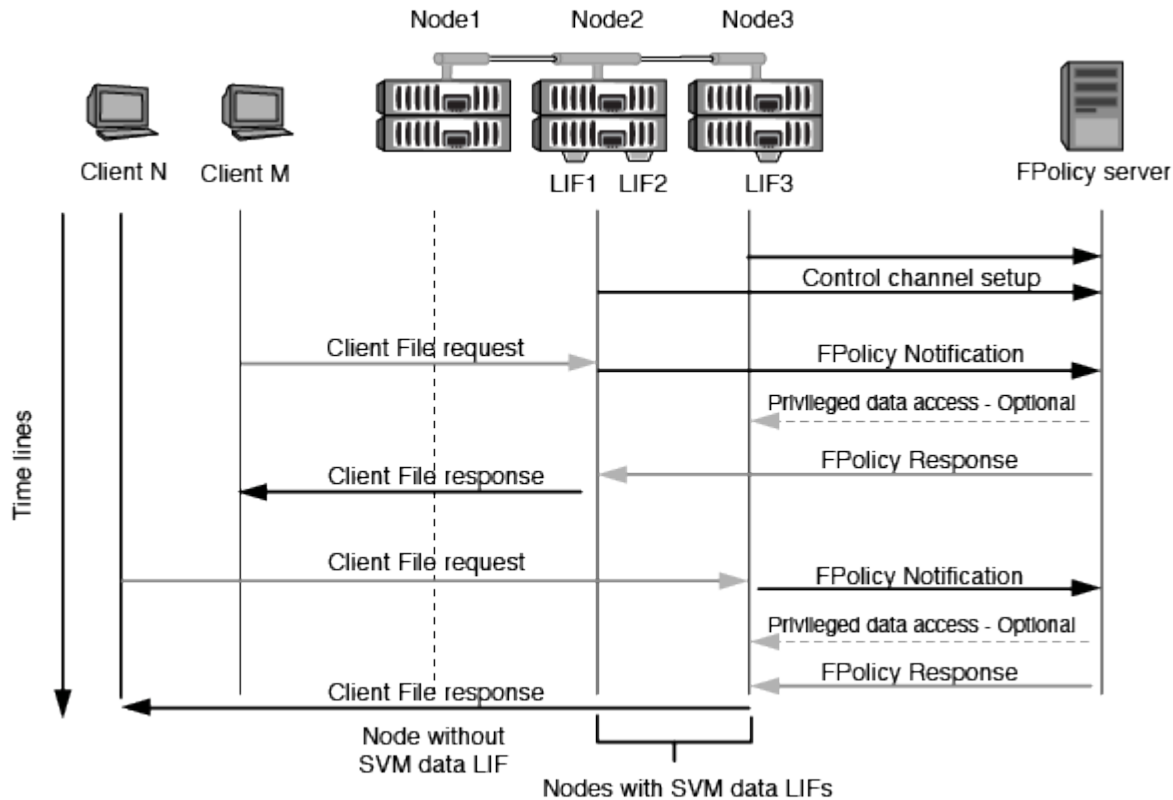 Node1
Node2
Node3
Client N
Client M
LIF1
LIF2
LIF3
FPolicy server
Control channel setup
Client File request
FPolicy Notification
Privileged data access - Optional
FPolicy Response
Client File response
Client File request
FPolicy Notification
Privileged data access - Optional
FPolicy Response
Client File response
Time lines
Node without
SVM data LIF
Nodes with SVM data LIFs